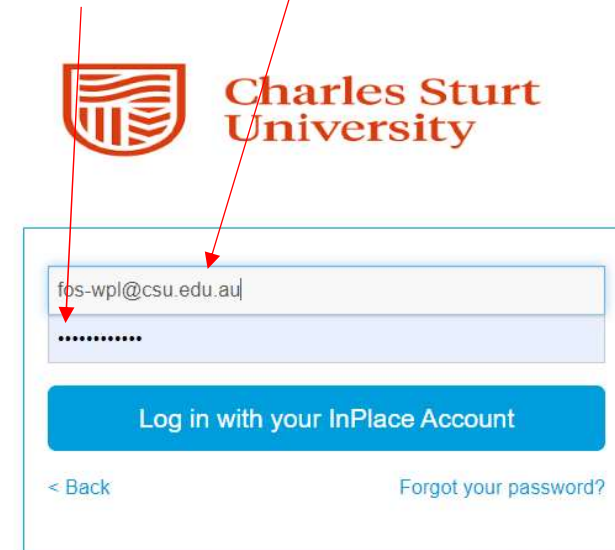 Charles Sturt
University
fos-wpl@csu.edu.au
••••••••••••
Log in with your InPlace Account
< Back
Forgot your password?